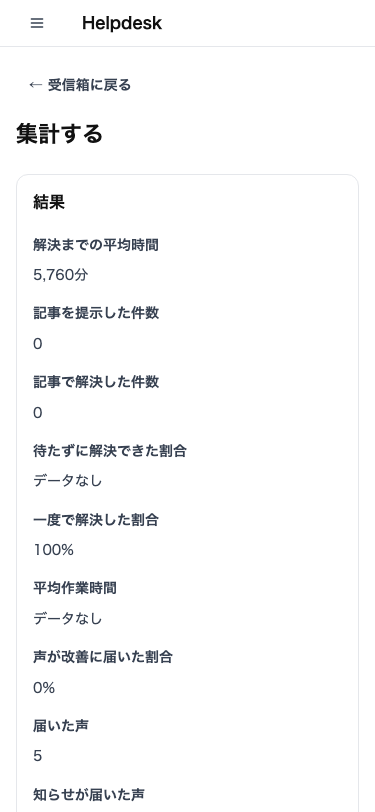 Helpdesk
← 受信箱に戻る
集計する
結果
解決までの平均時間
5,760分
記事を提示した件数
0
記事で解決した件数
0
待たずに解決できた割合
データなし
一度で解決した割合
100%
平均作業時間
データなし
声が改善に届いた割合
0%
届いた声
5
知らせが届いた声